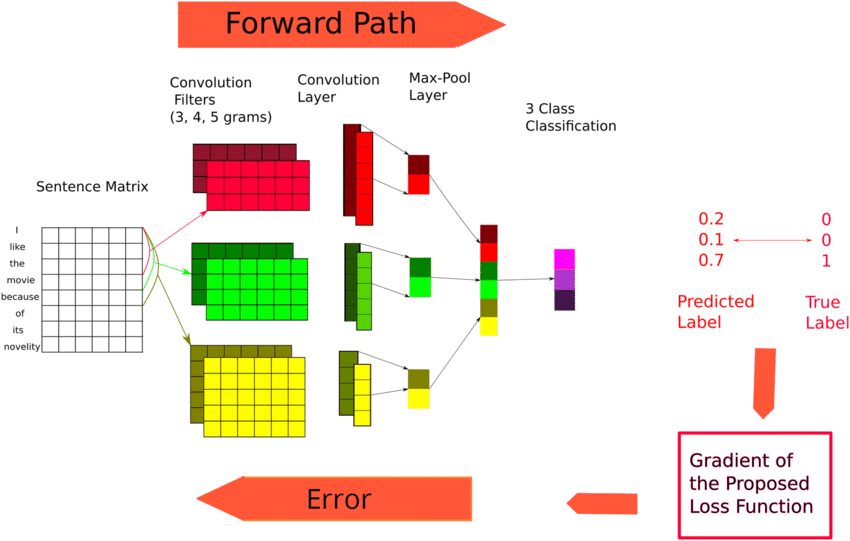 Forward Path
Convolution
Filters
(3, 4, 5 grams)
Convolution
Layer
Max-Pool
Layer
3 Class
Classification
Sentence Matrix
I
like
the
movie
because
of
its
novelity
0.2 0
0.1 0
0.7 1
Predicted
Label
True
Label
Gradient of
the Proposed
Loss Function
Error